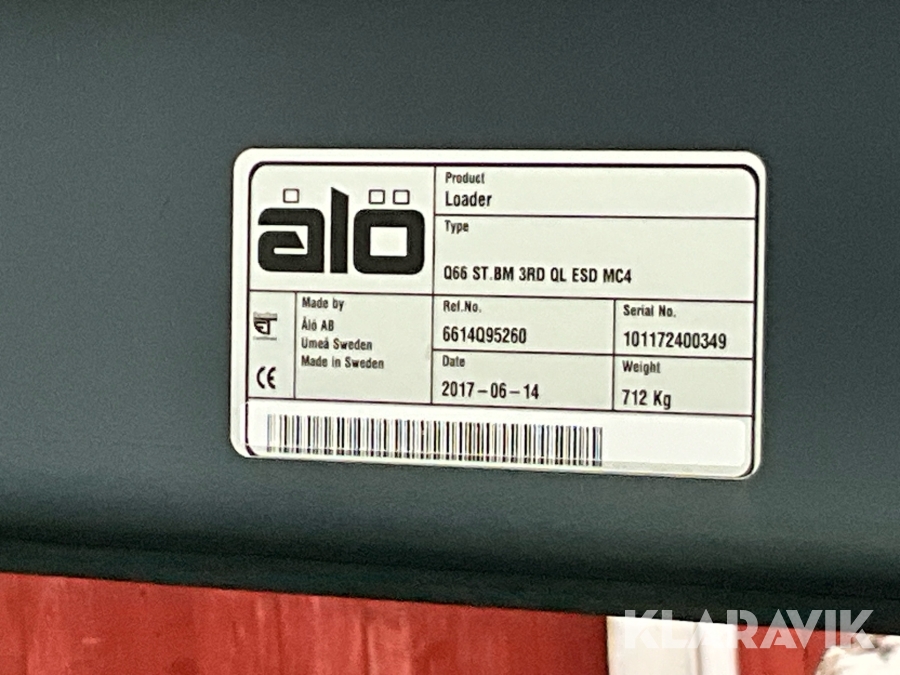 älö
Product
Loader
Type
Q66 ST.BM 3RD QL ESD MC4
Made by
Ålö AB
Umeå Sweden
Made in Sweden
Ref.No.
6614Q95260
Serial No.
101172400349
Date
2017-06-14
Weight
712 Kg
CE
KLARAVIK